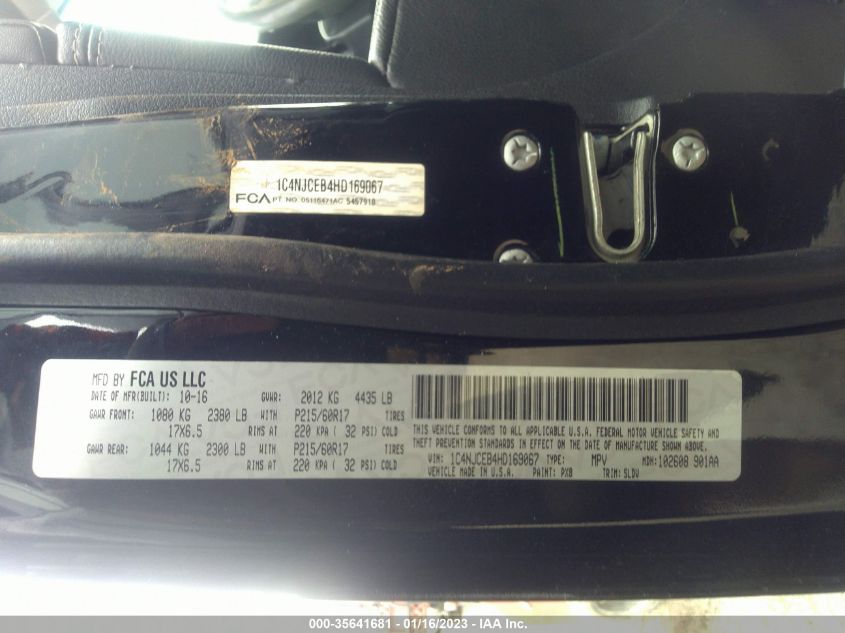 1C4NJCEB4HD169067
FCA PT. NO. 05116471AC 5457918
MFD BY FCA US LLC
DATE OF MFR(BUILT): 10-16 GVWR: 2012 KG 4435 LB
GAWR FRONT: 1080 KG 2380 LB WITH P215/60R17 TIRES
17X6.5 RIMS AT 220 KPA ( 32 PSI) COLD
GAWR REAR: 1044 KG 2300 LB WITH P215/60R17 TIRES
17X6.5 RIMS AT 220 KPA ( 32 PSI) COLD
THIS VEHICLE CONFORMS TO ALL APPLICABLE U.S.A. FEDERAL MOTOR VEHICLE SAFETY AND
THEFT PREVENTION STANDARDS IN EFFECT ON THE DATE OF MANUFACTURE SHOWN ABOVE.
VIN: 1C4NJCEB4HD169067 TYPE: MPV MDH: 102608 901AA
VEHICLE MADE IN U.S.A. PAINT: PX8 TRIM: SLDV
000-35641681 - 01/16/2023 - IAA Inc.